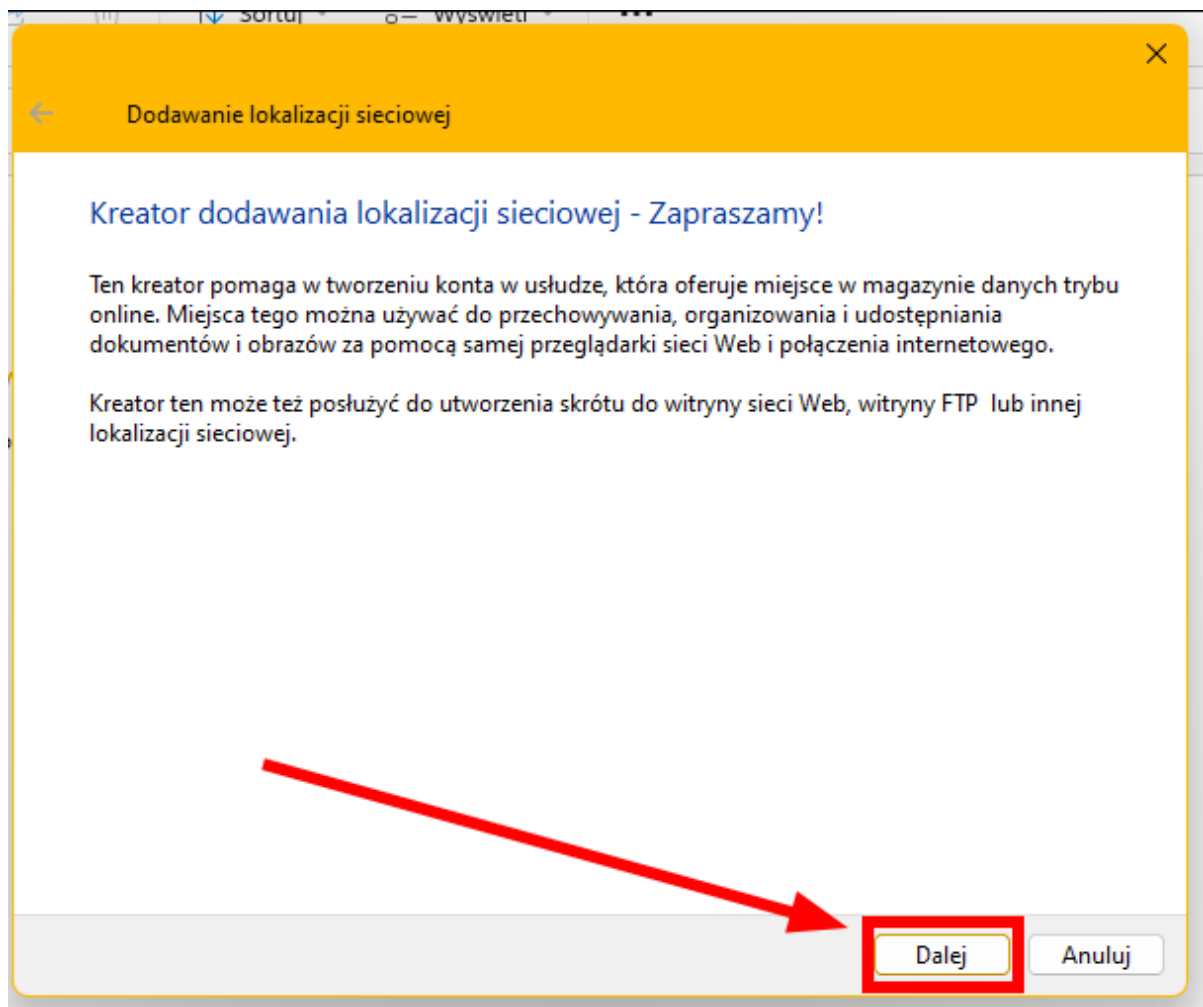 Sortuj Wyświetl
Dodawanie lokalizacji sieciowej
Kreator dodawania lokalizacji sieciowej - Zapraszamy!
Ten kreator pomaga w tworzeniu konta w usłudze, która oferuje miejsce w magazynie danych trybu
online. Miejsca tego można używać do przechowywania, organizowania i udostępniania
dokumentów i obrazów za pomocą samej przeglądarki sieci Web i połączenia internetowego.
Kreator ten może też posłużyć do utworzenia skrótu do witryny sieci Web, witryny FTP lub innej
lokalizacji sieciowej.
Dalej Anuluj